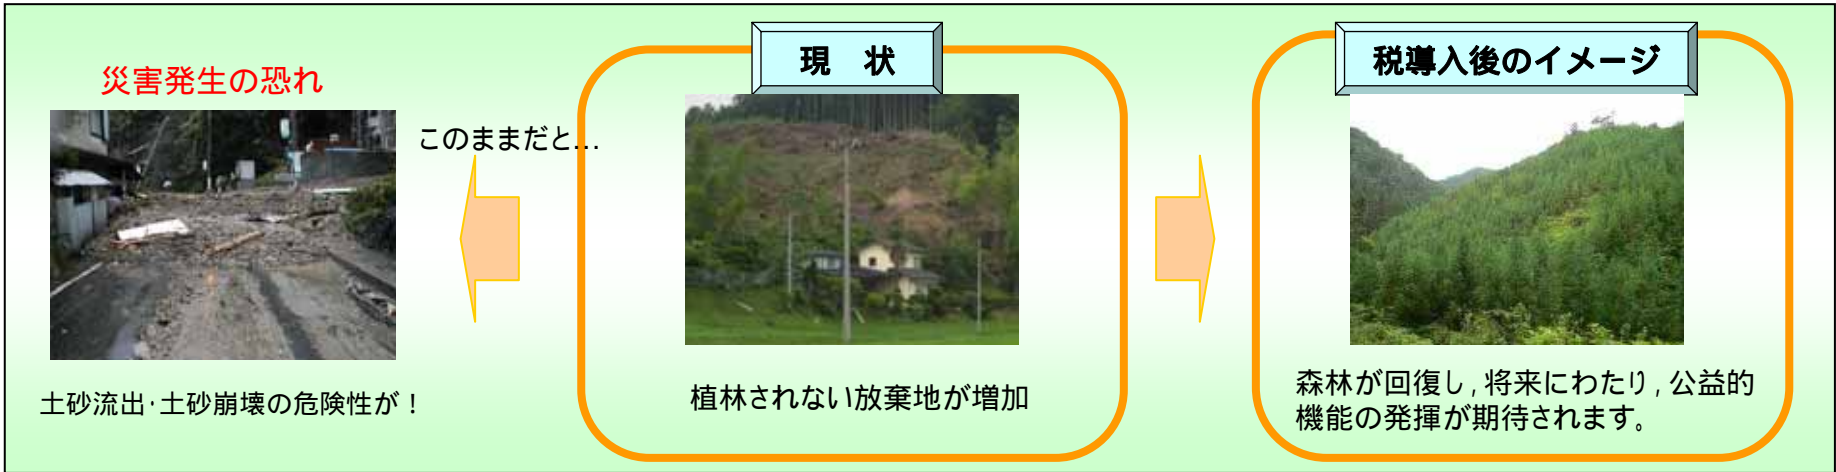 災害発生の恐れ
土砂流出・土砂崩壊の危険性が！
このままだと...
現　状
植林されない放棄地が増加
税導入後のイメージ
森林が回復し,将来にわたり,公益的
機能の発揮が期待されます。